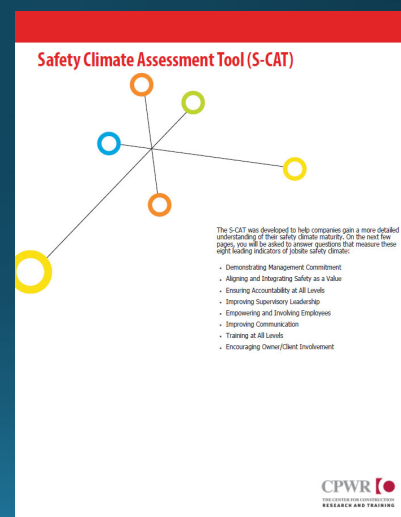 Safety Climate Assessment Tool (S-CAT)
The S-CAT was developed to help companies gain a more detailed
understanding of their safety climate maturity. On the next few
pages, you will be asked to answer questions that measure these
eight leading indicators of jobsite safety climate:
• Demonstrating Management Commitment
• Aligning and Integrating Safety as a Value
• Ensuring Accountability at All Levels
• Improving Supervisory Leadership
• Empowering and Involving Employees
• Improving Communication
• Training at All Levels
• Encouraging Owner/Client Involvement
CPWR
THE CENTER FOR CONSTRUCTION
RESEARCH AND TRAINING